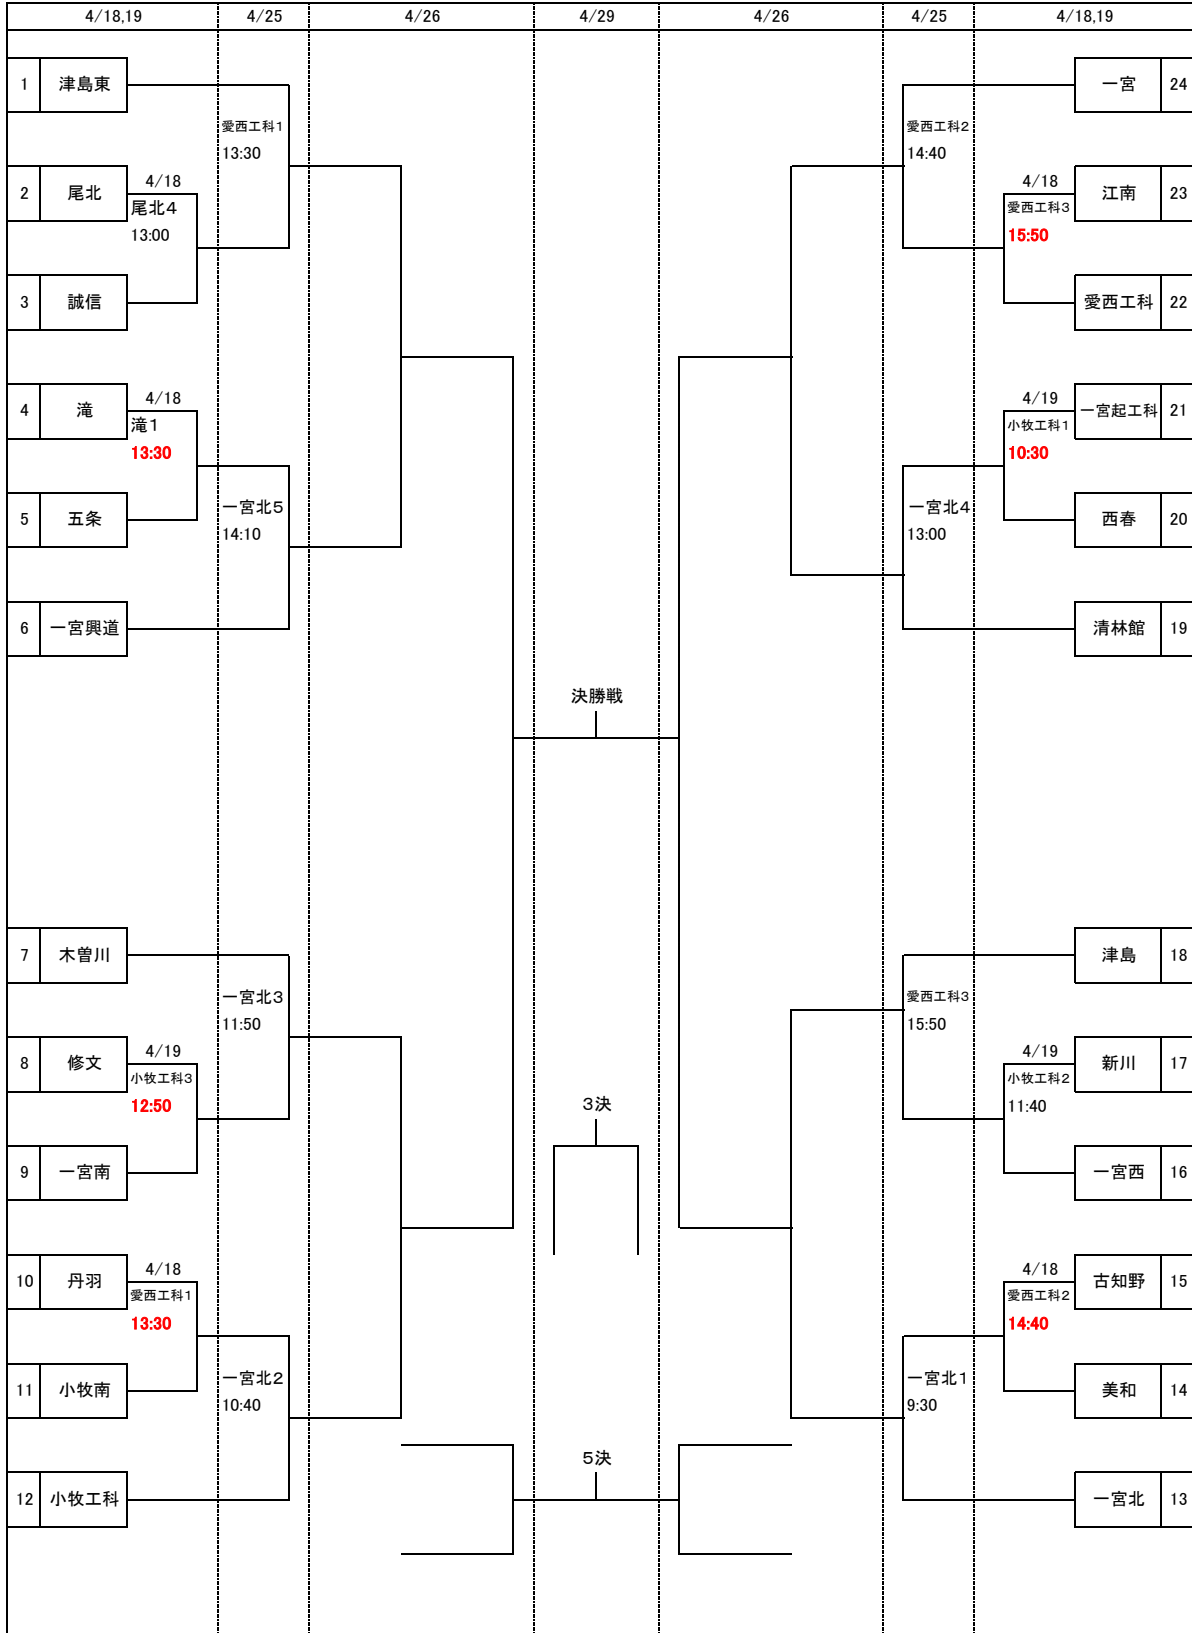 4/18,19 4/25 4/26 4/29 4/26 4/25 4/18,19
1 津島東
愛西工科1
13:30
2 尾北
4/18
尾北4
13:00
3 誠信
4 滝
4/18
滝1
13:30
5 五条
一宮北5
14:10
6 一宮興道
7 木曽川
一宮北3
11:50
8 修文
4/19
小牧工科3
12:50
9 一宮南
10 丹羽
4/18
愛西工科1
13:30
11 小牧南
一宮北2
10:40
12 小牧工科
決勝戦
3決
5決
一宮 24
愛西工科2
14:40
4/18
江南 23
愛西工科3
15:50
愛西工科 22
4/19
一宮起工科 21
小牧工科1
10:30
一宮北4
13:00
西春 20
清林館 19
津島 18
愛西工科3
15:50
4/19
新川 17
小牧工科2
11:40
一宮西 16
4/18
古知野 15
愛西工科2
14:40
一宮北1
9:30
美和 14
一宮北 13